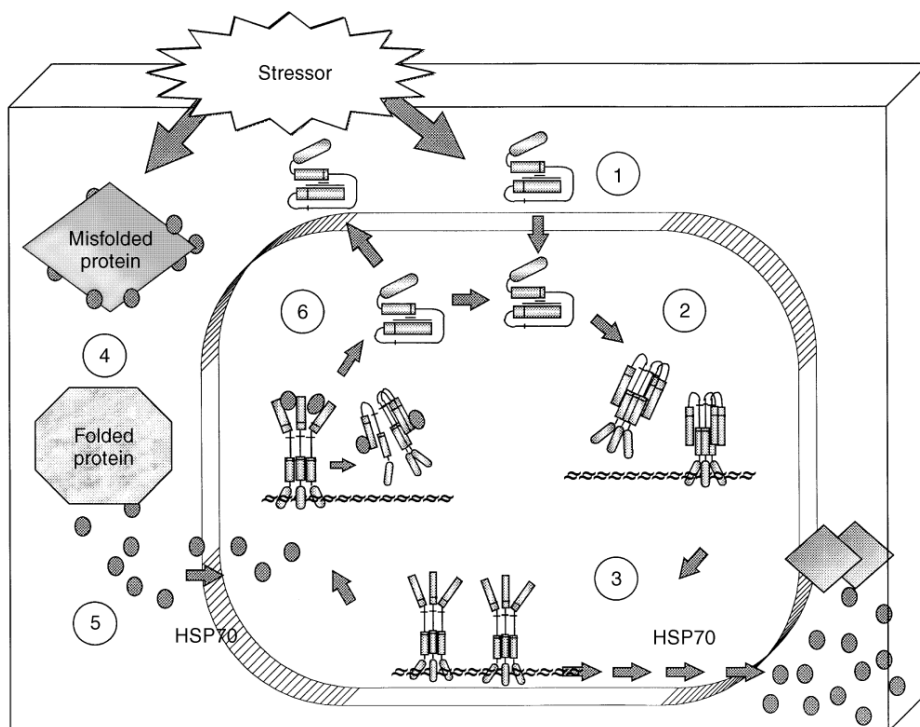 Stressor
1
Misfolded
protein
6
2
4
Folded
protein
3
5
HSP70
HSP70